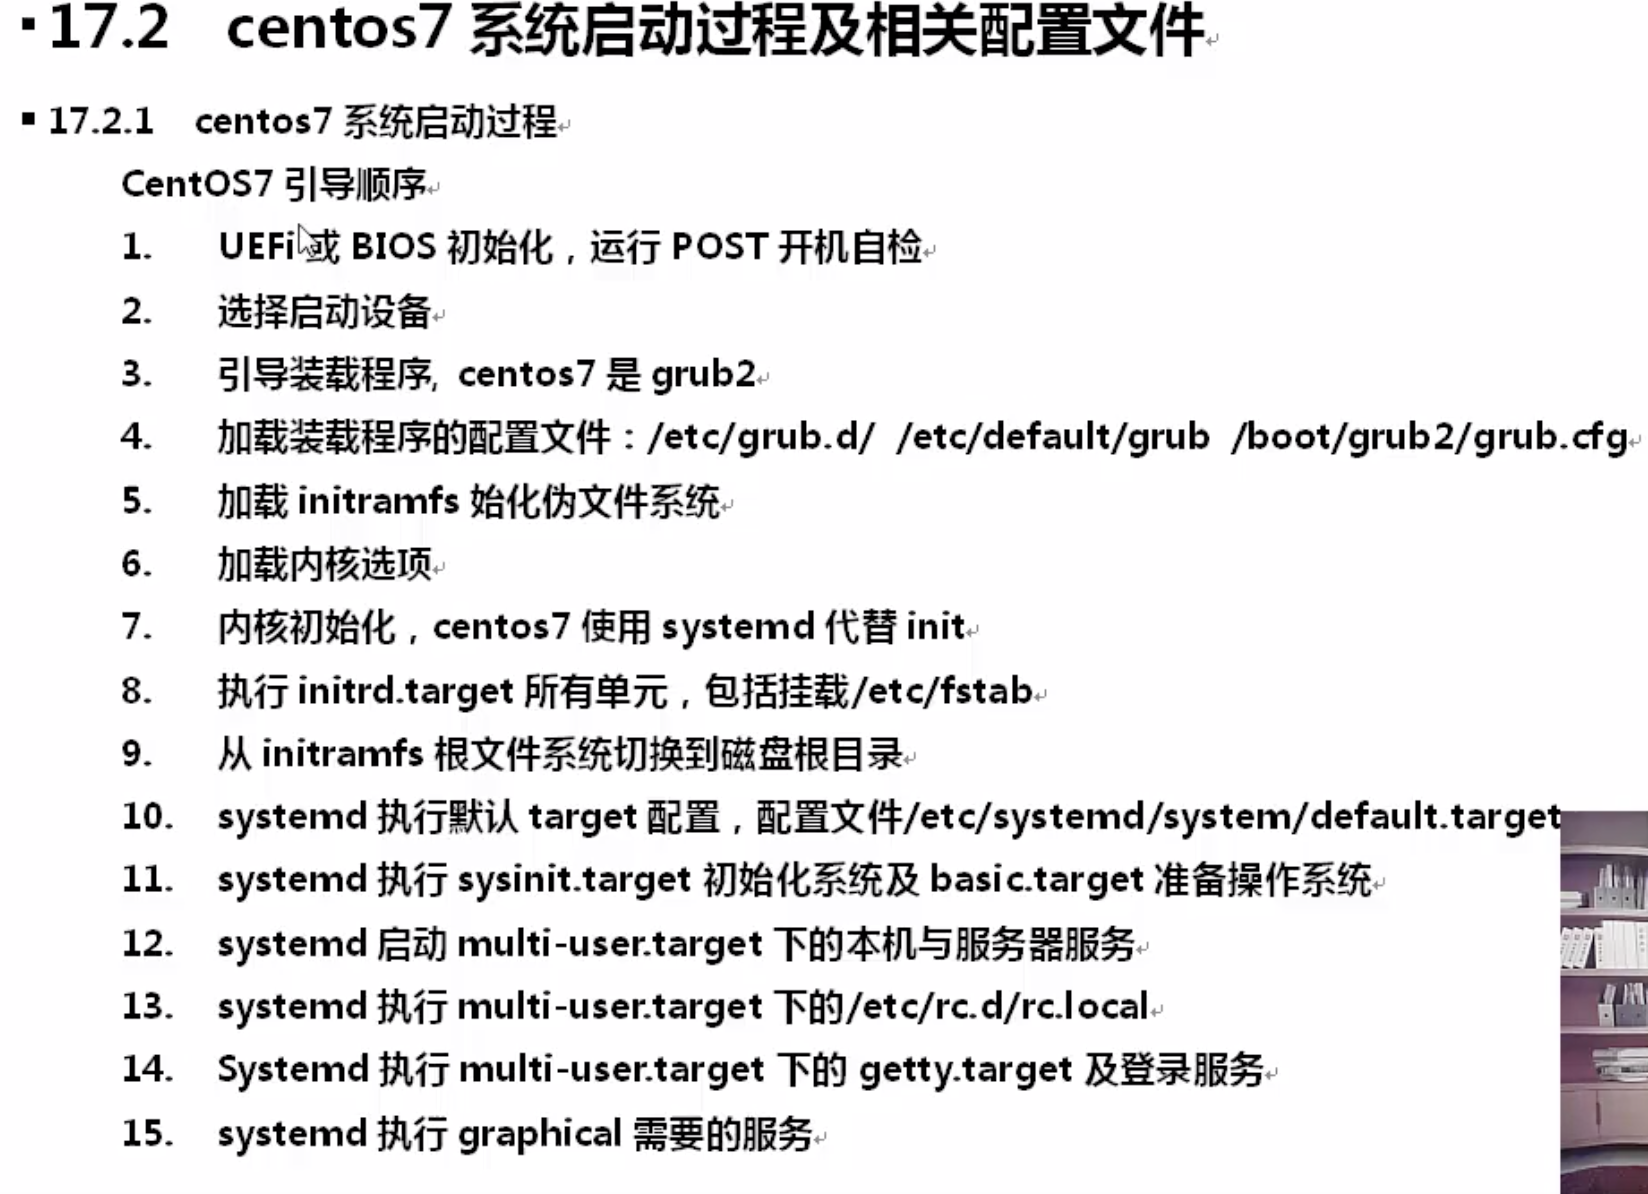 ▪17.2 centos7 系统启动过程及相关配置文件
▪ 17.2.1 centos7 系统启动过程
CentOS7 引导顺序
1. UEFi 或 BIOS 初始化，运行 POST 开机自检
2. 选择启动设备
3. 引导装载程序, centos7 是 grub2
4. 加载装载程序的配置文件：/etc/grub.d/ /etc/default/grub /boot/grub2/grub.cfg
5. 加载 initramfs 始化伪文件系统
6. 加载内核选项
7. 内核初始化，centos7 使用 systemd 代替 init
8. 执行 initrd.target 所有单元，包括挂载/etc/fstab
9. 从 initramfs 根文件系统切换到磁盘根目录
10. systemd 执行默认 target 配置，配置文件/etc/systemd/system/default.target
11. systemd 执行 sysinit.target 初始化系统及 basic.target 准备操作系统
12. systemd 启动 multi-user.target 下的本机与服务器服务
13. systemd 执行 multi-user.target 下的/etc/rc.d/rc.local
14. Systemd 执行 multi-user.target 下的 getty.target 及登录服务
15. systemd 执行 graphical 需要的服务